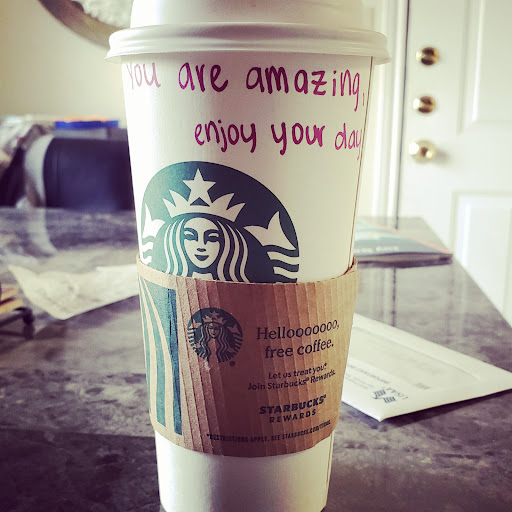 you are amazing,
enjoy your day
Hellooooooo,
free coffee.
Let us treat you.*
Join Starbucks® Rewards.
STARBUCKS®
REWARDS